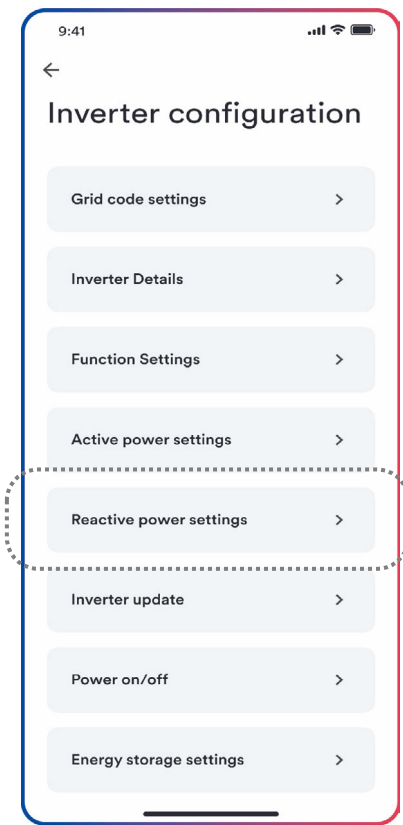 9:41
Inverter configuration
Grid code settings
Inverter Details
Function Settings
Active power settings
Reactive power settings
Inverter update
Power on/off
Energy storage settings